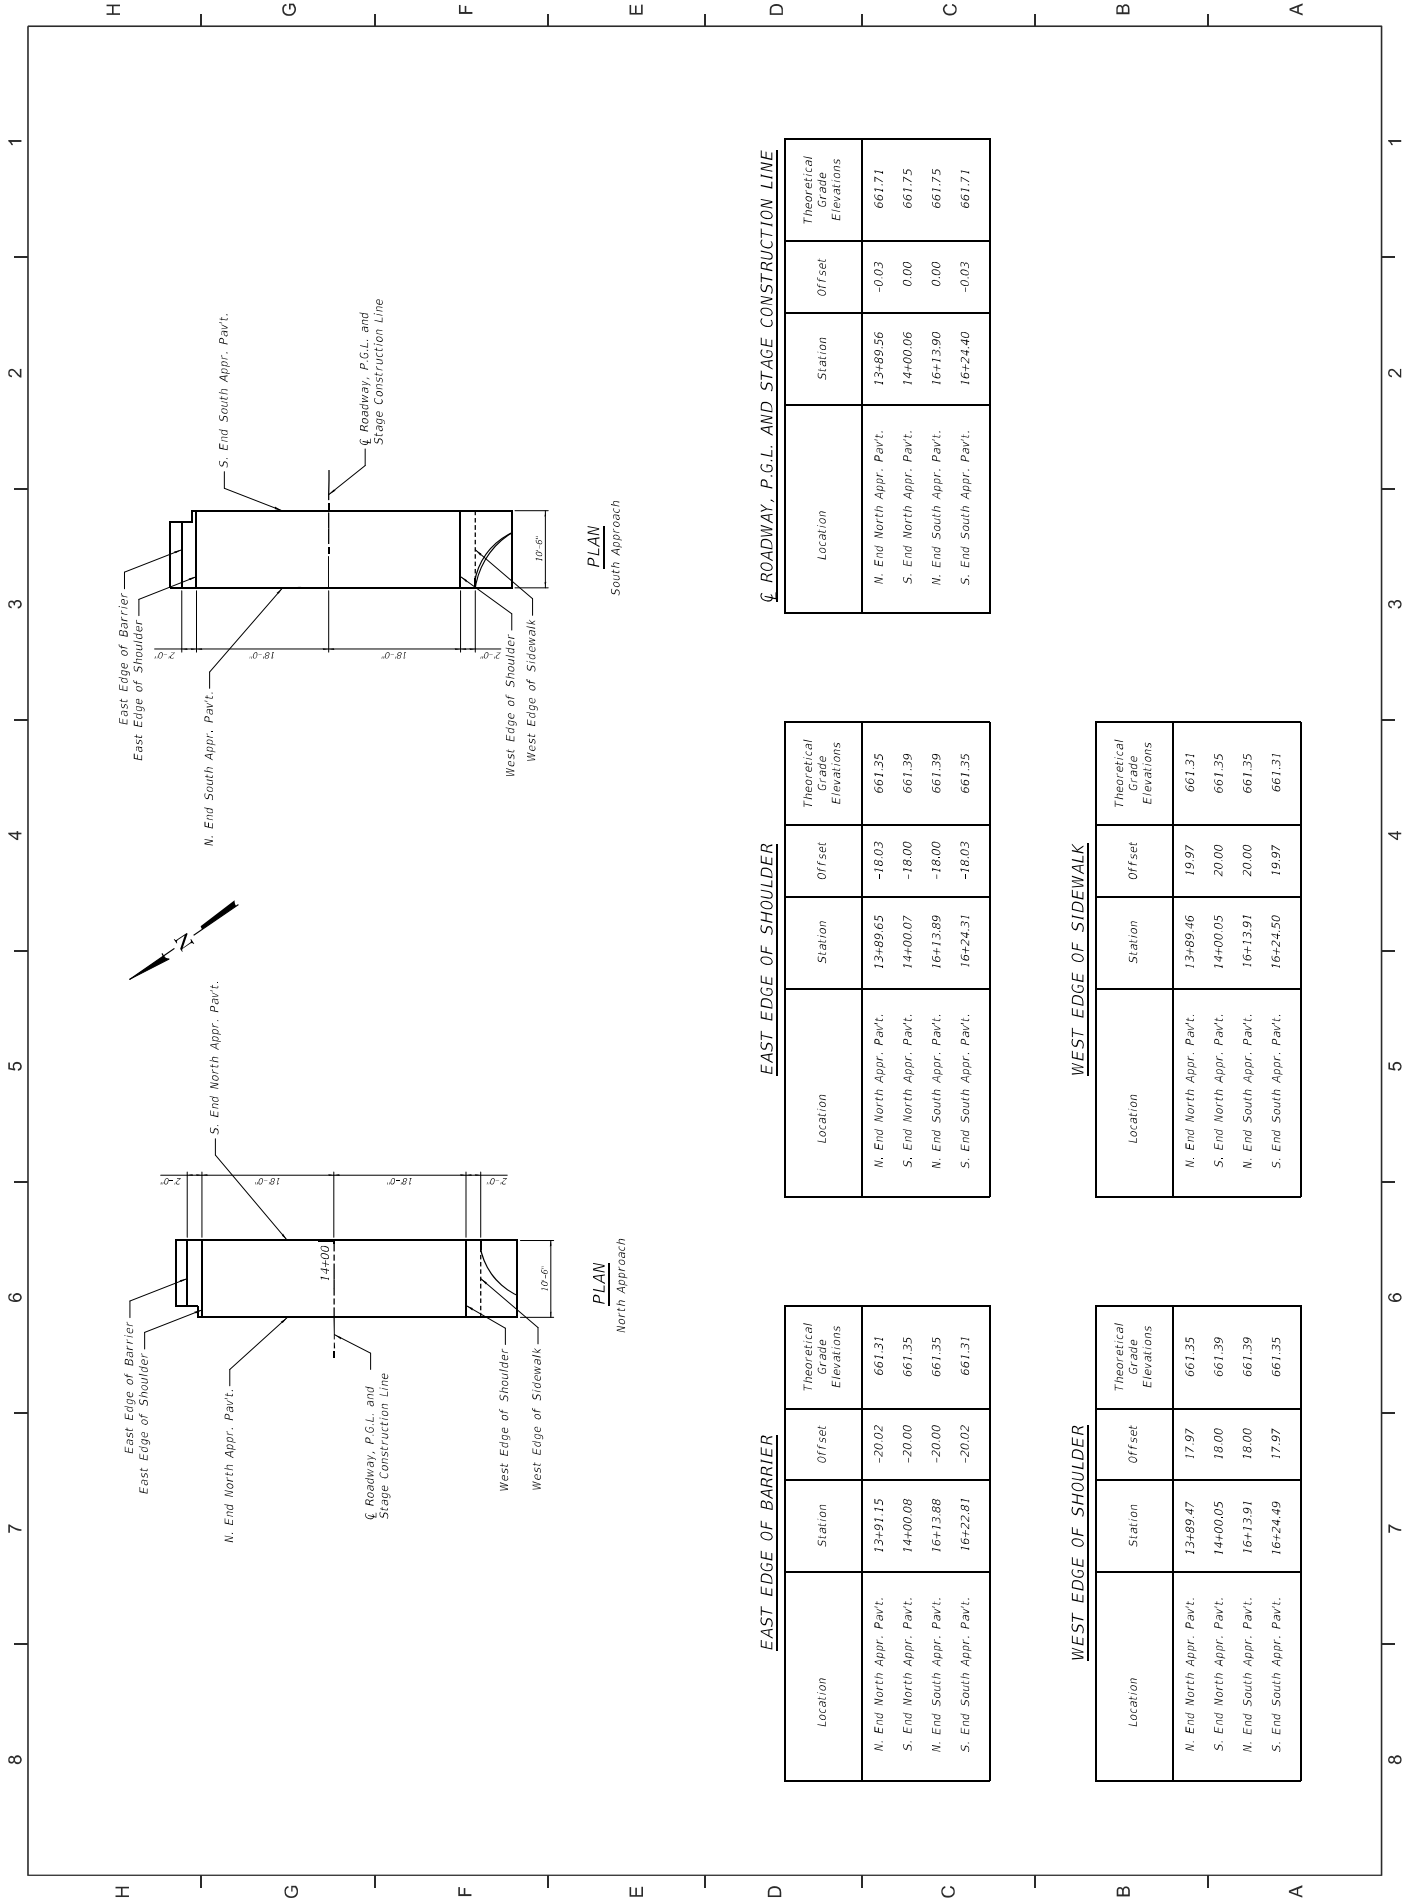 8 7 6 5 4 3 2 1
H
G
F
E
D
C
B
A
East Edge of Barrier
East Edge of Shoulder
N. End North Appr. Pav't.
S. End North Appr. Pav't.
2'-0"
18'-0"
18'-0"
2'-0"
14+00
℄ Roadway, P.G.L. and
Stage Construction Line
West Edge of Shoulder
West Edge of Sidewalk
10'-6"
PLAN
North Approach
N
East Edge of Barrier
East Edge of Shoulder
N. End South Appr. Pav't.
S. End South Appr. Pav't.
2'-0"
18'-0"
18'-0"
2'-0"
℄ Roadway, P.G.L. and
Stage Construction Line
West Edge of Shoulder
West Edge of Sidewalk
10'-6"
PLAN
South Approach
EAST EDGE OF BARRIER
Location Station Offset Theoretical
Grade
Elevations
N. End North Appr. Pav't. 13+91.15 -20.02 661.31
S. End North Appr. Pav't. 14+00.08 -20.00 661.35
N. End South Appr. Pav't. 16+13.88 -20.00 661.35
S. End South Appr. Pav't. 16+22.81 -20.02 661.31
EAST EDGE OF SHOULDER
Location Station Offset Theoretical
Grade
Elevations
N. End North Appr. Pav't. 13+89.65 -18.03 661.35
S. End North Appr. Pav't. 14+00.07 -18.00 661.39
N. End South Appr. Pav't. 16+13.89 -18.00 661.39
S. End South Appr. Pav't. 16+24.31 -18.03 661.35
℄ ROADWAY, P.G.L. AND STAGE CONSTRUCTION LINE
Location Station Offset Theoretical
Grade
Elevations
N. End North Appr. Pav't. 13+89.56 -0.03 661.71
S. End North Appr. Pav't. 14+00.06 0.00 661.75
N. End South Appr. Pav't. 16+13.90 0.00 661.75
S. End South Appr. Pav't. 16+24.40 -0.03 661.71
WEST EDGE OF SHOULDER
Location Station Offset Theoretical
Grade
Elevations
N. End North Appr. Pav't. 13+89.47 17.97 661.35
S. End North Appr. Pav't. 14+00.05 18.00 661.39
N. End South Appr. Pav't. 16+13.91 18.00 661.39
S. End South Appr. Pav't. 16+24.49 17.97 661.35
WEST EDGE OF SIDEWALK
Location Station Offset Theoretical
Grade
Elevations
N. End North Appr. Pav't. 13+89.46 19.97 661.31
S. End North Appr. Pav't. 14+00.05 20.00 661.35
N. End South Appr. Pav't. 16+13.91 20.00 661.35
S. End South Appr. Pav't. 16+24.50 19.97 661.31
H
G
F
E
D
C
B
A
8 7 6 5 4 3 2 1